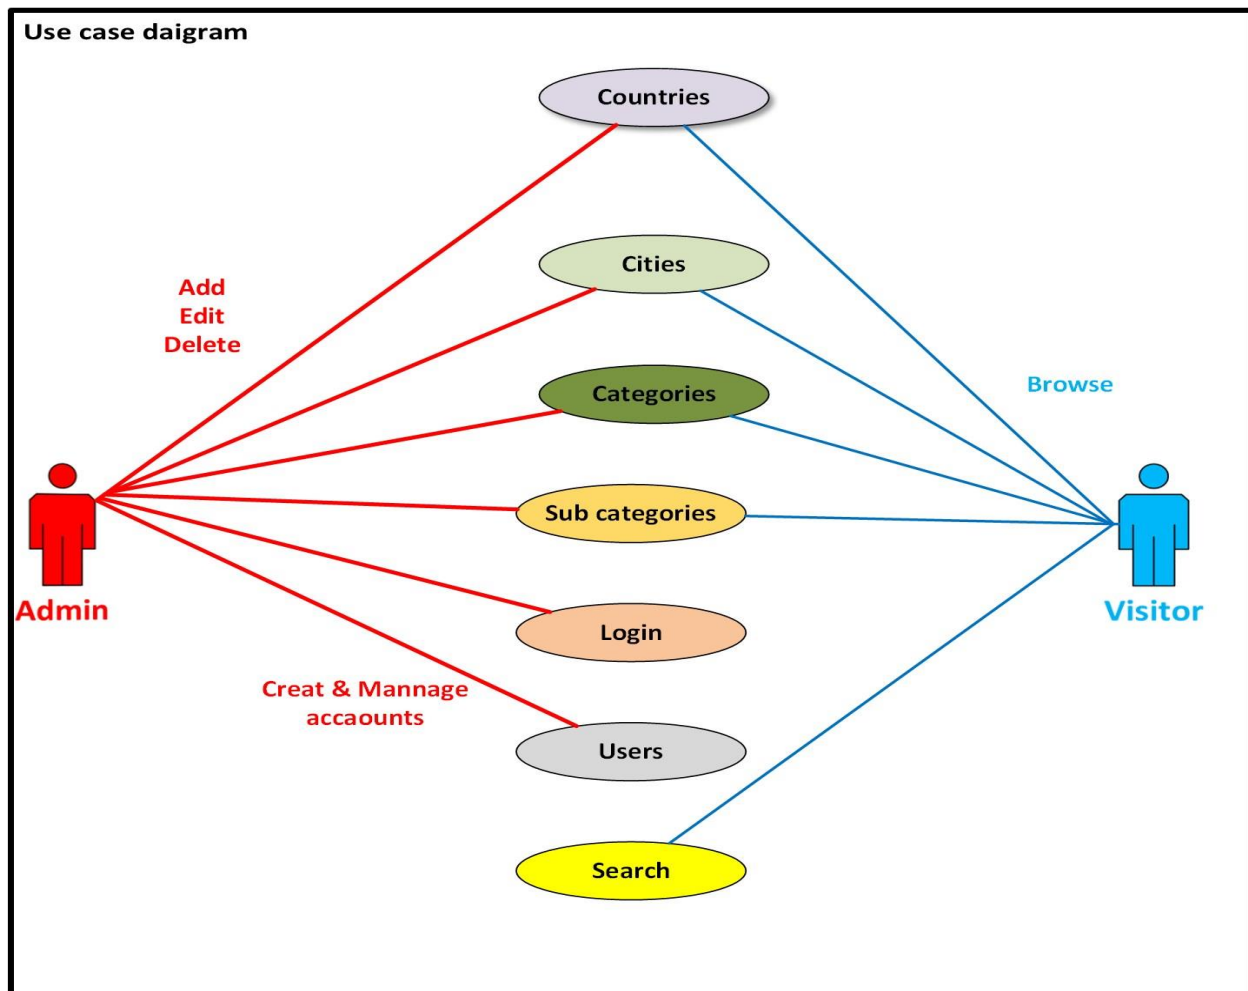 Use case daigram
Countries
Cities
Add
Edit
Delete
Categories
Browse
Sub categories
Admin
Visitor
Login
Creat & Mannage
accaounts
Users
Search